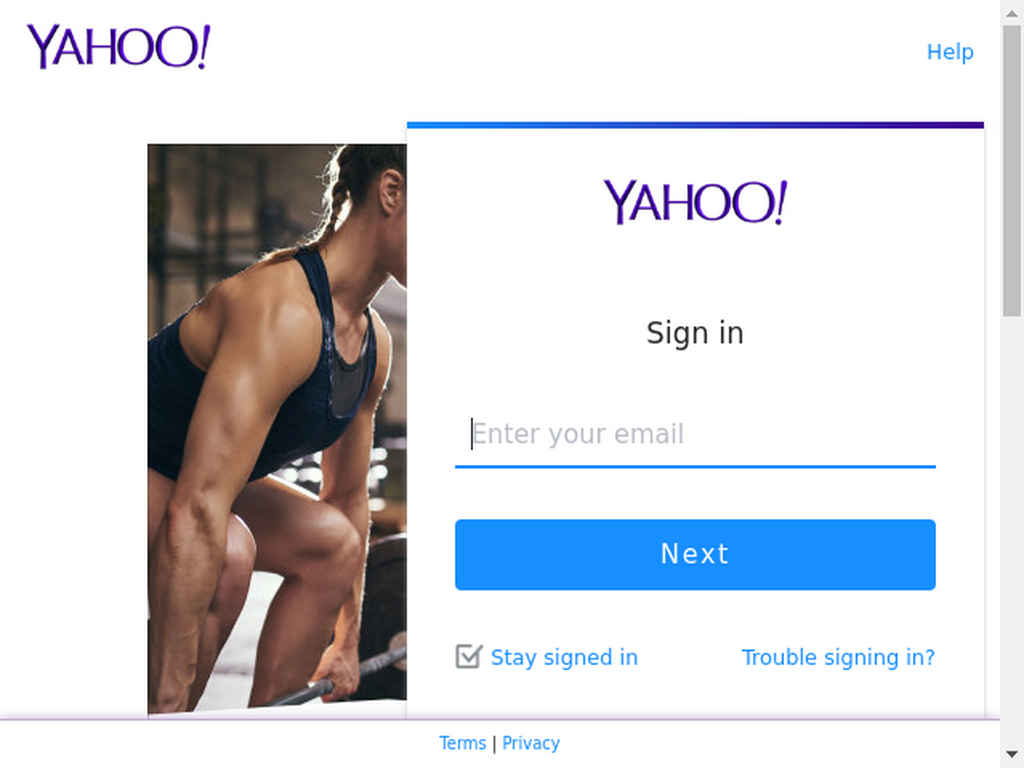 YAHOO!
Help
YAHOO!
Sign in
Enter your email
Next
Stay signed in
Trouble signing in?
Terms | Privacy